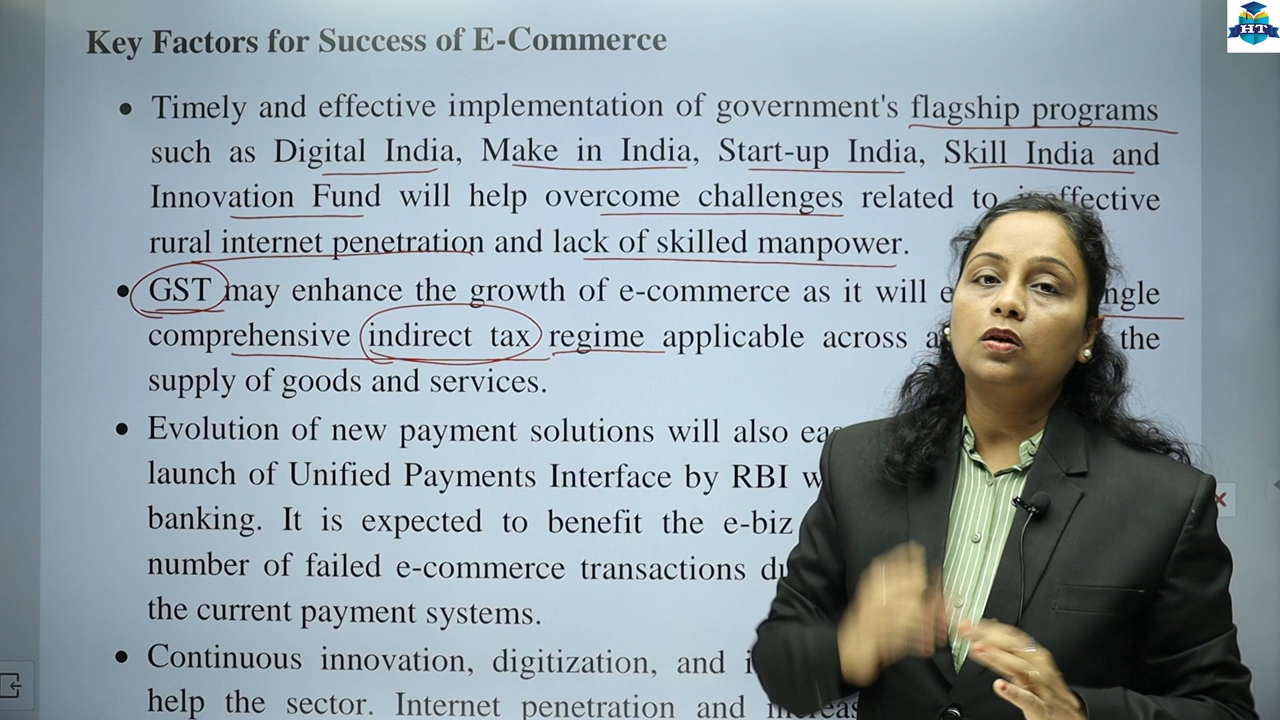 HT
Key Factors for Success of E-Commerce
• Timely and effective implementation of government's flagship programs
such as Digital India, Make in India, Start-up India, Skill India and
Innovation Fund will help overcome challenges related to
rural internet penetration and lack of skilled manpower.
• GST may enhance the growth of e-commerce as it will
comprehensive indirect tax regime applicable across the
supply of goods and services.
• Evolution of new payment solutions will also
launch of Unified Payments Interface by RBI
banking. It is expected to benefit the e-biz
number of failed e-commerce transactions
the current payment systems.
• Continuous innovation, digitization, and
help the sector. Internet penetration and